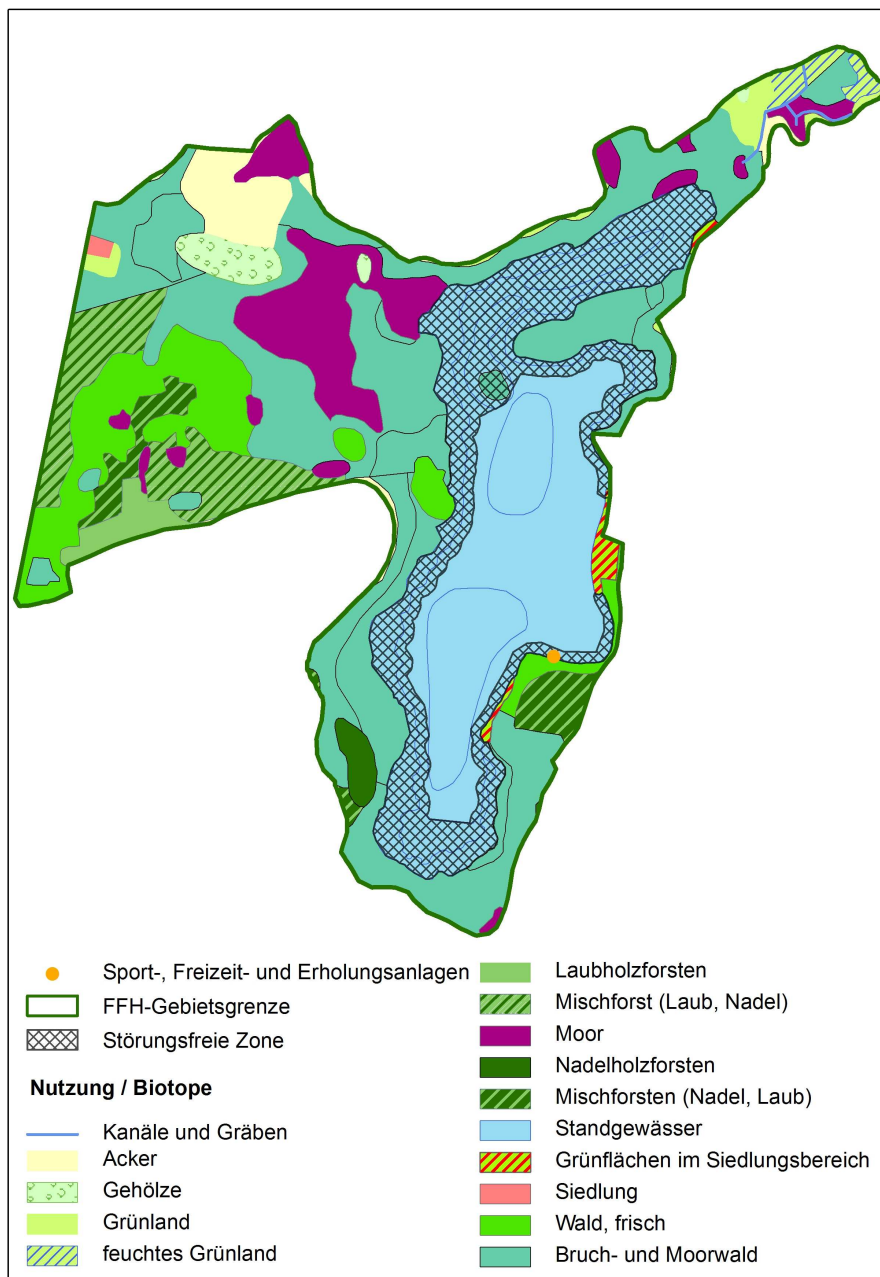 Sport-, Freizeit- und Erholungsanlagen
FFH-Gebietsgrenze
Störungsfreie Zone
Nutzung / Biotope
Kanäle und Gräben
Acker
Gehölze
Grünland
feuchtes Grünland
Laubholzforsten
Mischforst (Laub, Nadel)
Moor
Nadelholzforsten
Mischforsten (Nadel, Laub)
Standgewässer
Grünflächen im Siedlungsbereich
Siedlung
Wald, frisch
Bruch- und Moorwald